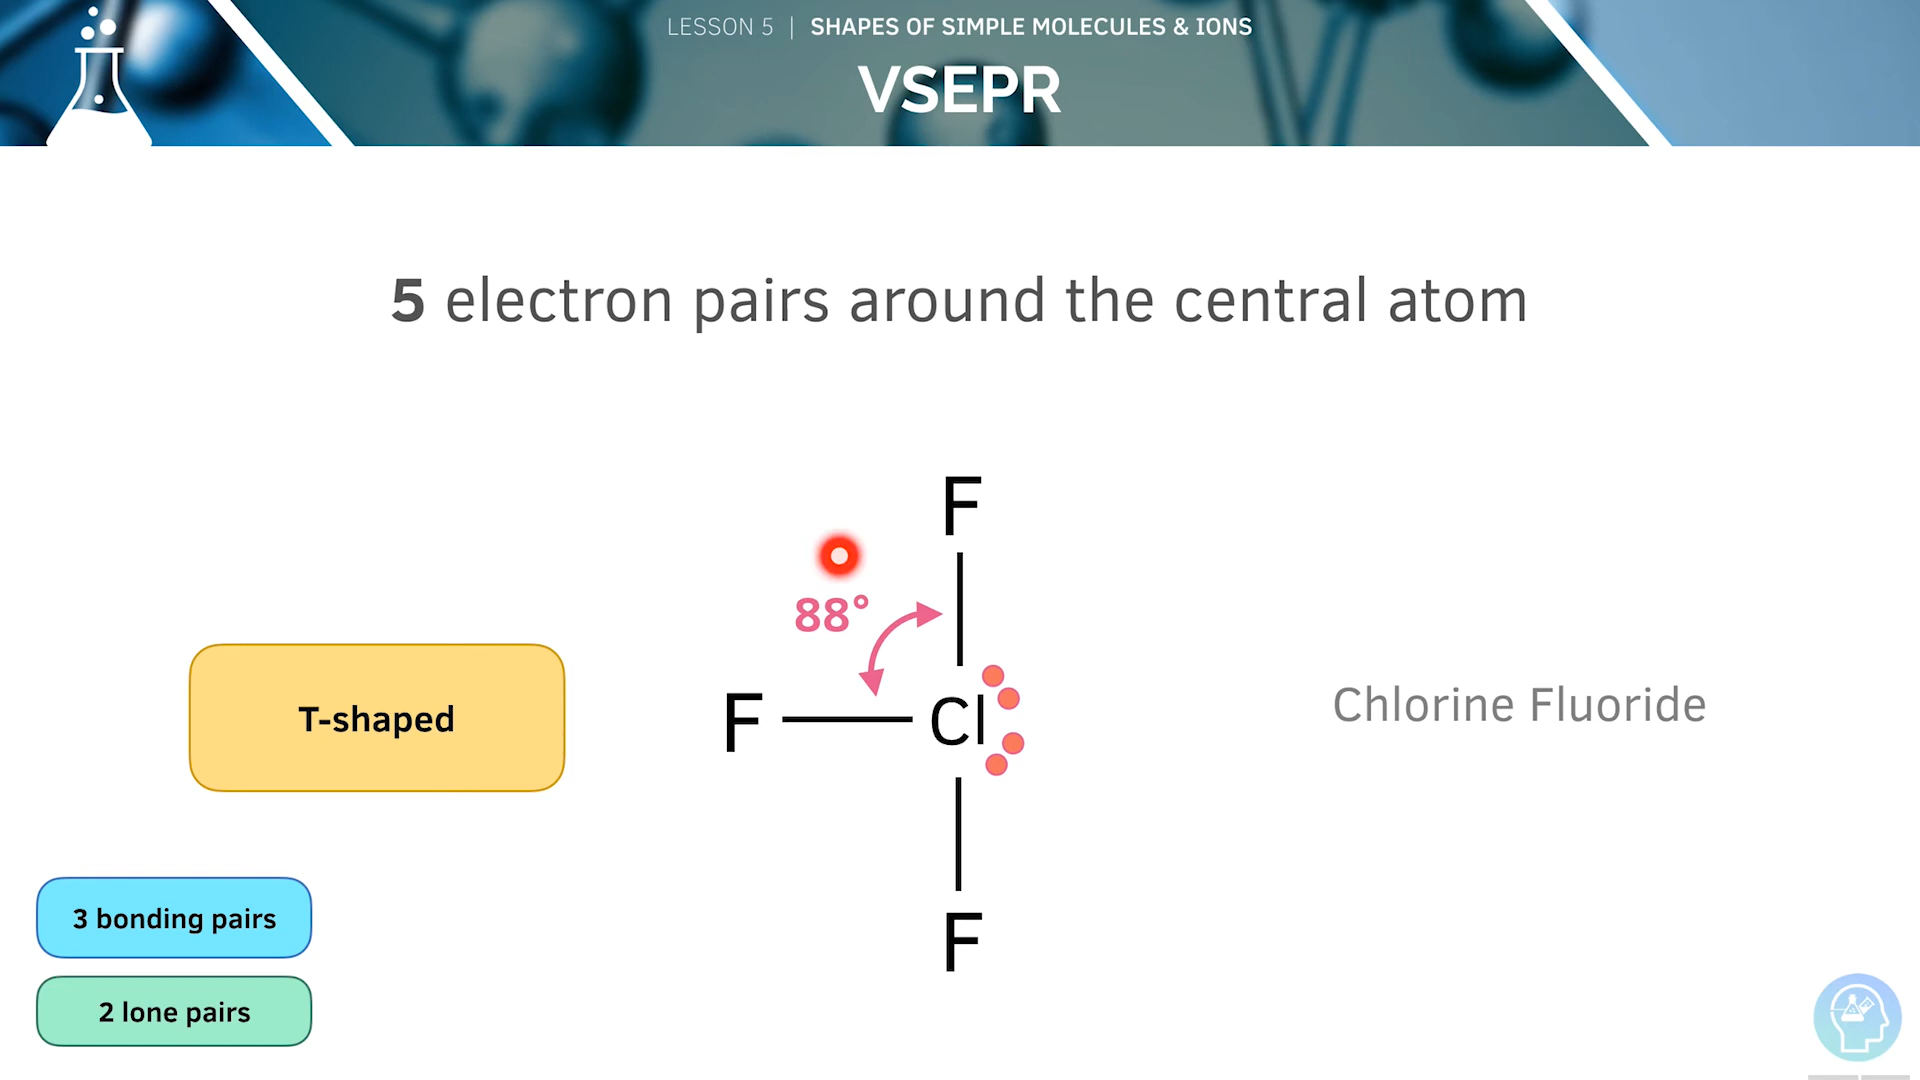 LESSON 5 | SHAPES OF SIMPLE MOLECULES & IONS
VSEPR
5 electron pairs around the central atom
F
88°
T-shaped
F
Cl
Chlorine Fluoride
3 bonding pairs
F
2 lone pairs